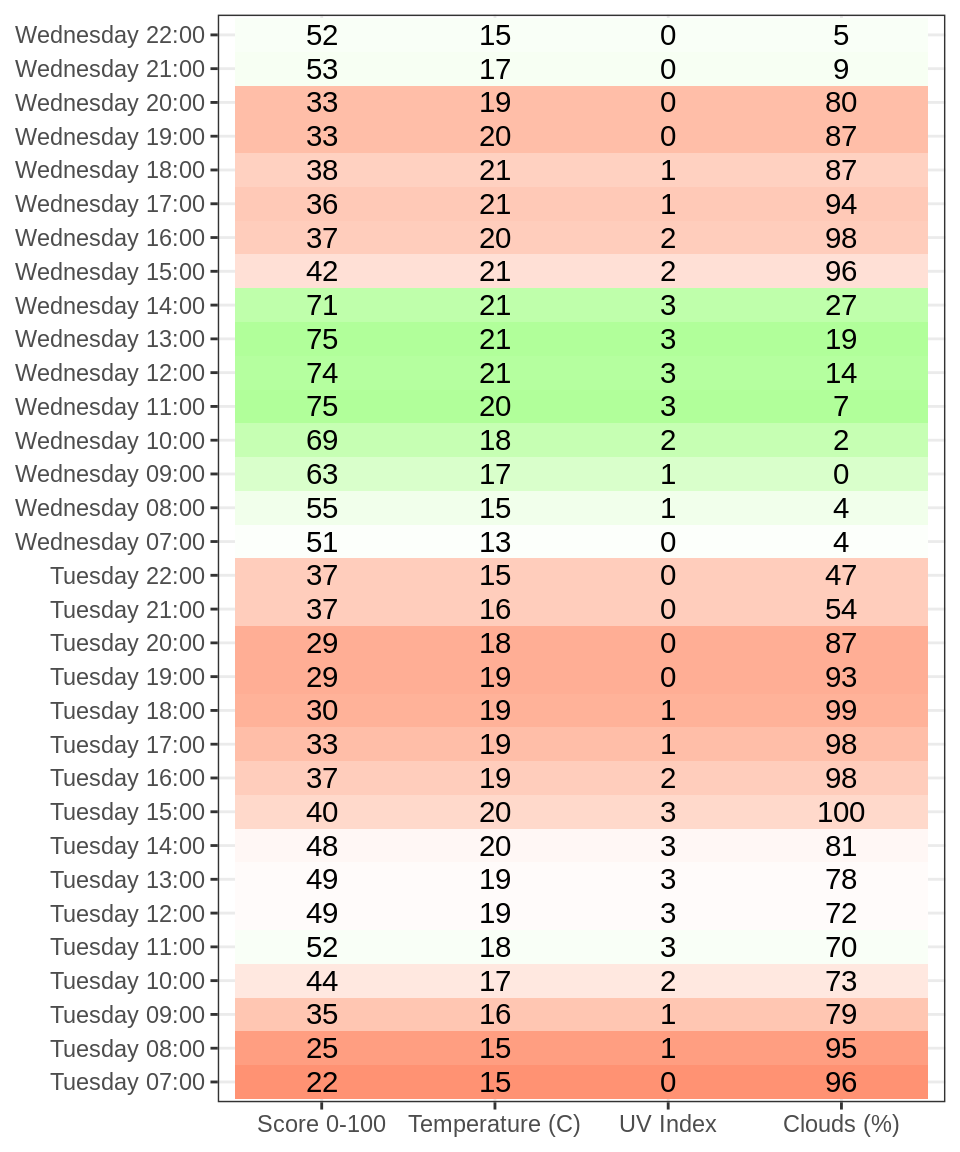 Wednesday 22:00 52 15 0 5
Wednesday 21:00 53 17 0 9
Wednesday 20:00 33 19 0 80
Wednesday 19:00 33 20 0 87
Wednesday 18:00 38 21 1 87
Wednesday 17:00 36 21 1 94
Wednesday 16:00 37 20 2 98
Wednesday 15:00 42 21 2 96
Wednesday 14:00 71 21 3 27
Wednesday 13:00 75 21 3 19
Wednesday 12:00 74 21 3 14
Wednesday 11:00 75 20 3 7
Wednesday 10:00 69 18 2 2
Wednesday 09:00 63 17 1 0
Wednesday 08:00 55 15 1 4
Wednesday 07:00 51 13 0 4
Tuesday 22:00 37 15 0 47
Tuesday 21:00 37 16 0 54
Tuesday 20:00 29 18 0 87
Tuesday 19:00 29 19 0 93
Tuesday 18:00 30 19 1 99
Tuesday 17:00 33 19 1 98
Tuesday 16:00 37 19 2 98
Tuesday 15:00 40 20 3 100
Tuesday 14:00 48 20 3 81
Tuesday 13:00 49 19 3 78
Tuesday 12:00 49 19 3 72
Tuesday 11:00 52 18 3 70
Tuesday 10:00 44 17 2 73
Tuesday 09:00 35 16 1 79
Tuesday 08:00 25 15 1 95
Tuesday 07:00 22 15 0 96
Score 0-100 Temperature (C) UV Index Clouds (%)